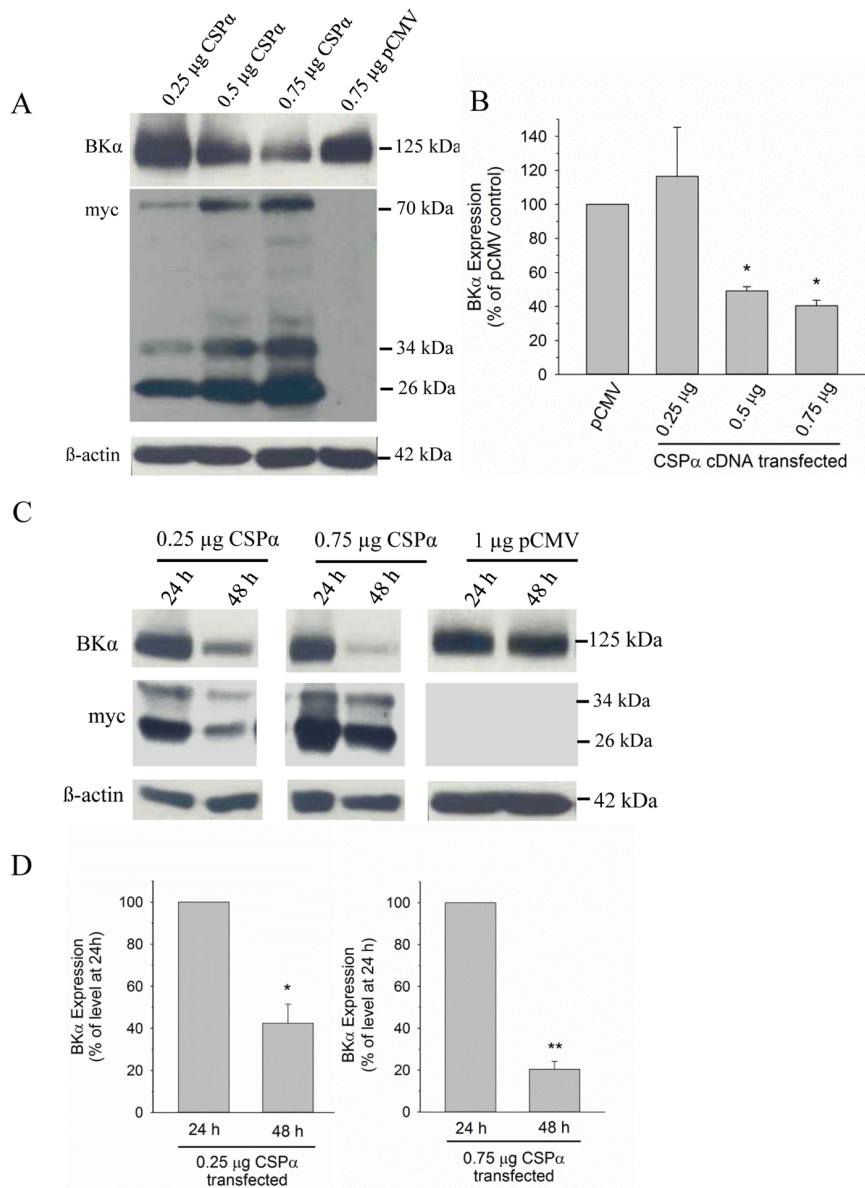 A
0.25 µg CSPα
0.5 µg CSPα
0.75 µg CSPα
0.75 µg pCMV
BKα
125 kDa
myc
70 kDa
34 kDa
26 kDa
ß-actin
42 kDa
B
BKα Expression
(% of pCMV control)
140
120
100
80
60
40
20
0
*
*
pCMV
0.25 µg
0.5 µg
0.75 µg
CSPα cDNA transfected
C
0.25 µg CSPα
0.75 µg CSPα
1 µg pCMV
24 h
48 h
24 h
48 h
24 h
48 h
BKα
125 kDa
myc
34 kDa
26 kDa
ß-actin
42 kDa
D
BKα Expression
(% of level at 24h)
100
80
60
40
20
0
*
24 h
48 h
0.25 µg CSPα
transfected
BKα Expression
(% of level at 24 h)
100
80
60
40
20
0
**
24 h
48 h
0.75 µg CSPα
transfected